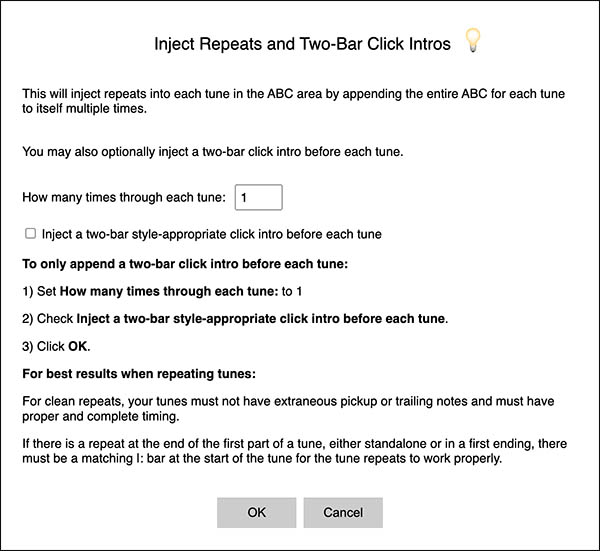 Inject Repeats and Two-Bar Click Intros
This will inject repeats into each tune in the ABC area by appending the entire ABC for each tune
to itself multiple times.
You may also optionally inject a two-bar click intro before each tune.
How many times through each tune: 1
Inject a two-bar style-appropriate click intro before each tune
To only append a two-bar click intro before each tune:
1) Set How many times through each tune: to 1
2) Check Inject a two-bar style-appropriate click intro before each tune.
3) Click OK.
For best results when repeating tunes:
For clean repeats, your tunes must not have extraneous pickup or trailing notes and must have
proper and complete timing.
If there is a repeat at the end of the first part of a tune, either standalone or in a first ending, there
must be a matching |: bar at the start of the tune for the tune repeats to work properly.
OK Cancel